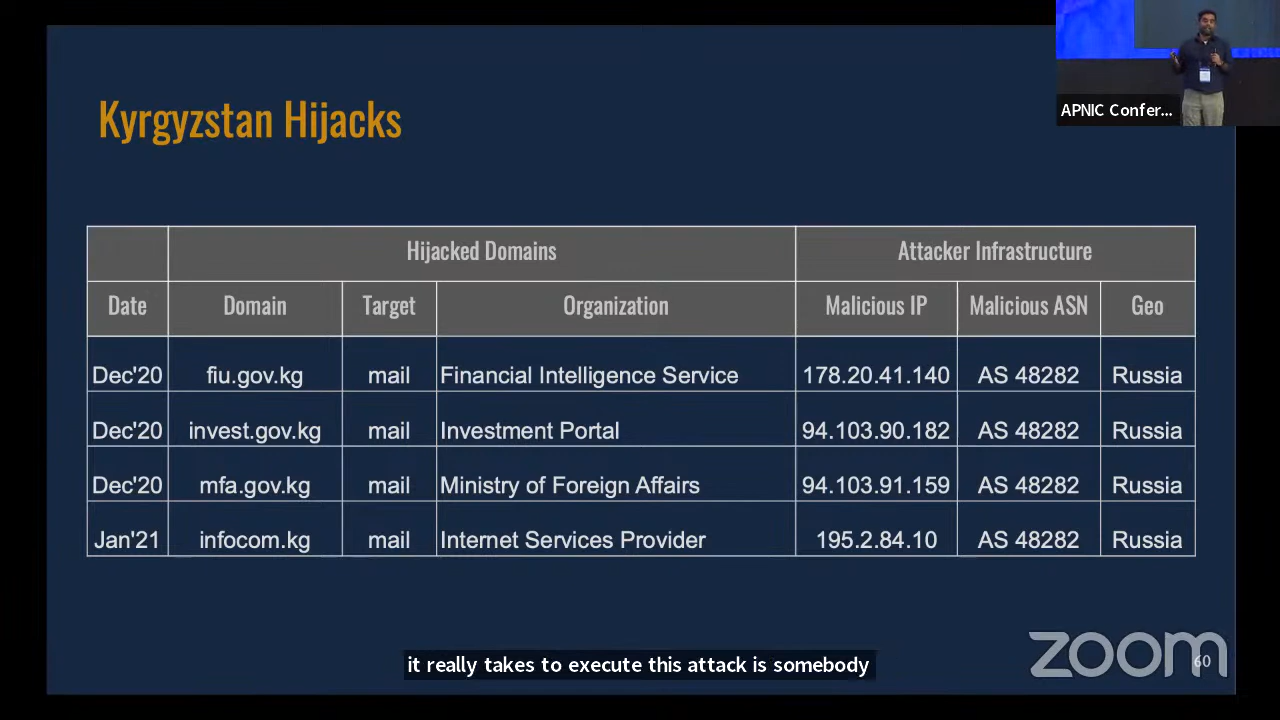 APNIC Confer...
Kyrgyzstan Hijacks
Hijacked Domains Attacker Infrastructure
Date Domain Target Organization Malicious IP Malicious ASN Geo
Dec'20 fiu.gov.kg mail Financial Intelligence Service 178.20.41.140 AS 48282 Russia
Dec'20 invest.gov.kg mail Investment Portal 94.103.90.182 AS 48282 Russia
Dec'20 mfa.gov.kg mail Ministry of Foreign Affairs 94.103.91.159 AS 48282 Russia
Jan'21 infocom.kg mail Internet Services Provider 195.2.84.10 AS 48282 Russia
it really takes to execute this attack is somebody
zoom
60